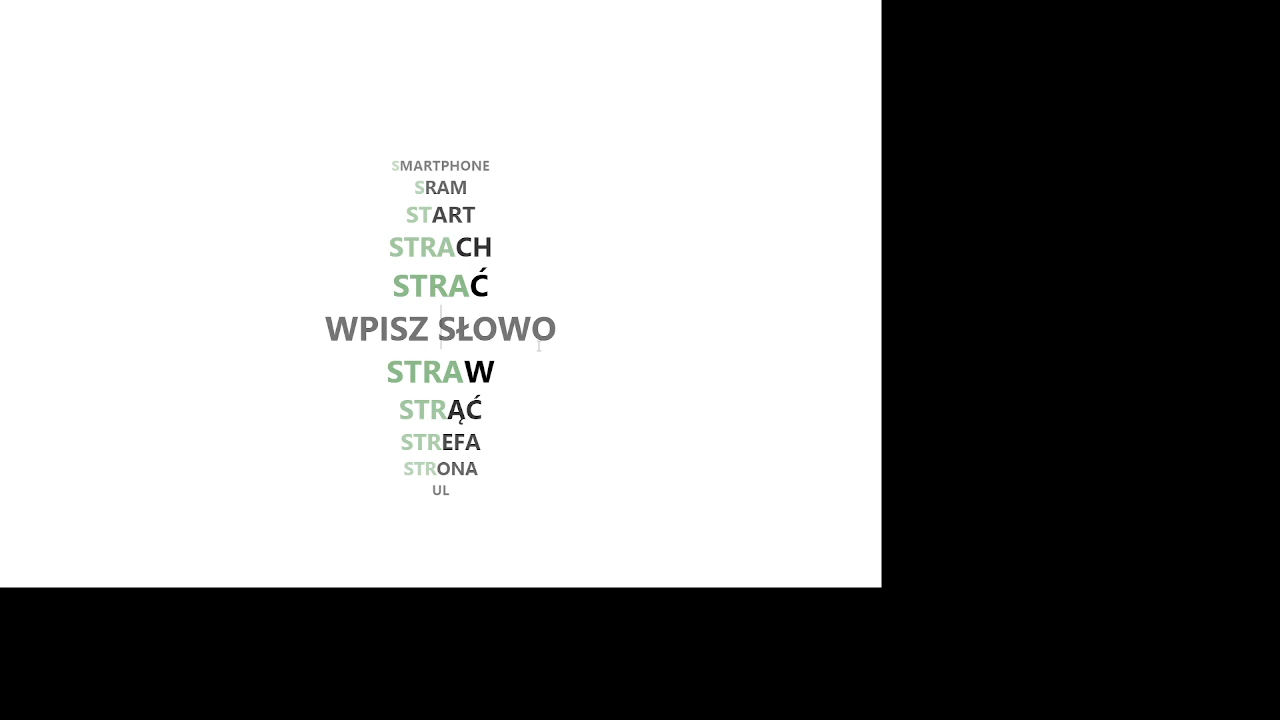 SMARTPHONE
SRAM
START
STRACH
STRAĆ
WPISZ SŁOWO
STRAW
STRĄĆ
STREFA
STRONA
UL